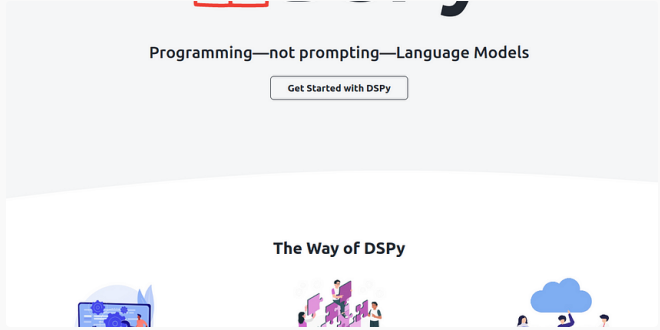 Programming—not prompting—Language Models
Get Started with DSPy
The Way of DSPy